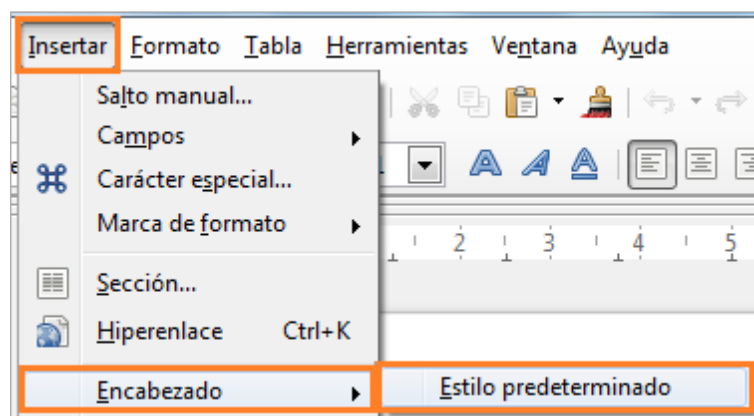 Insertar Formato Tabla Herramientas Ventana Ayuda
Salto manual...
Campos
Carácter especial...
Marca de formato
2 3 4 5
Sección...
Hiperenlace Ctrl+K
Encabezado Estilo predeterminado